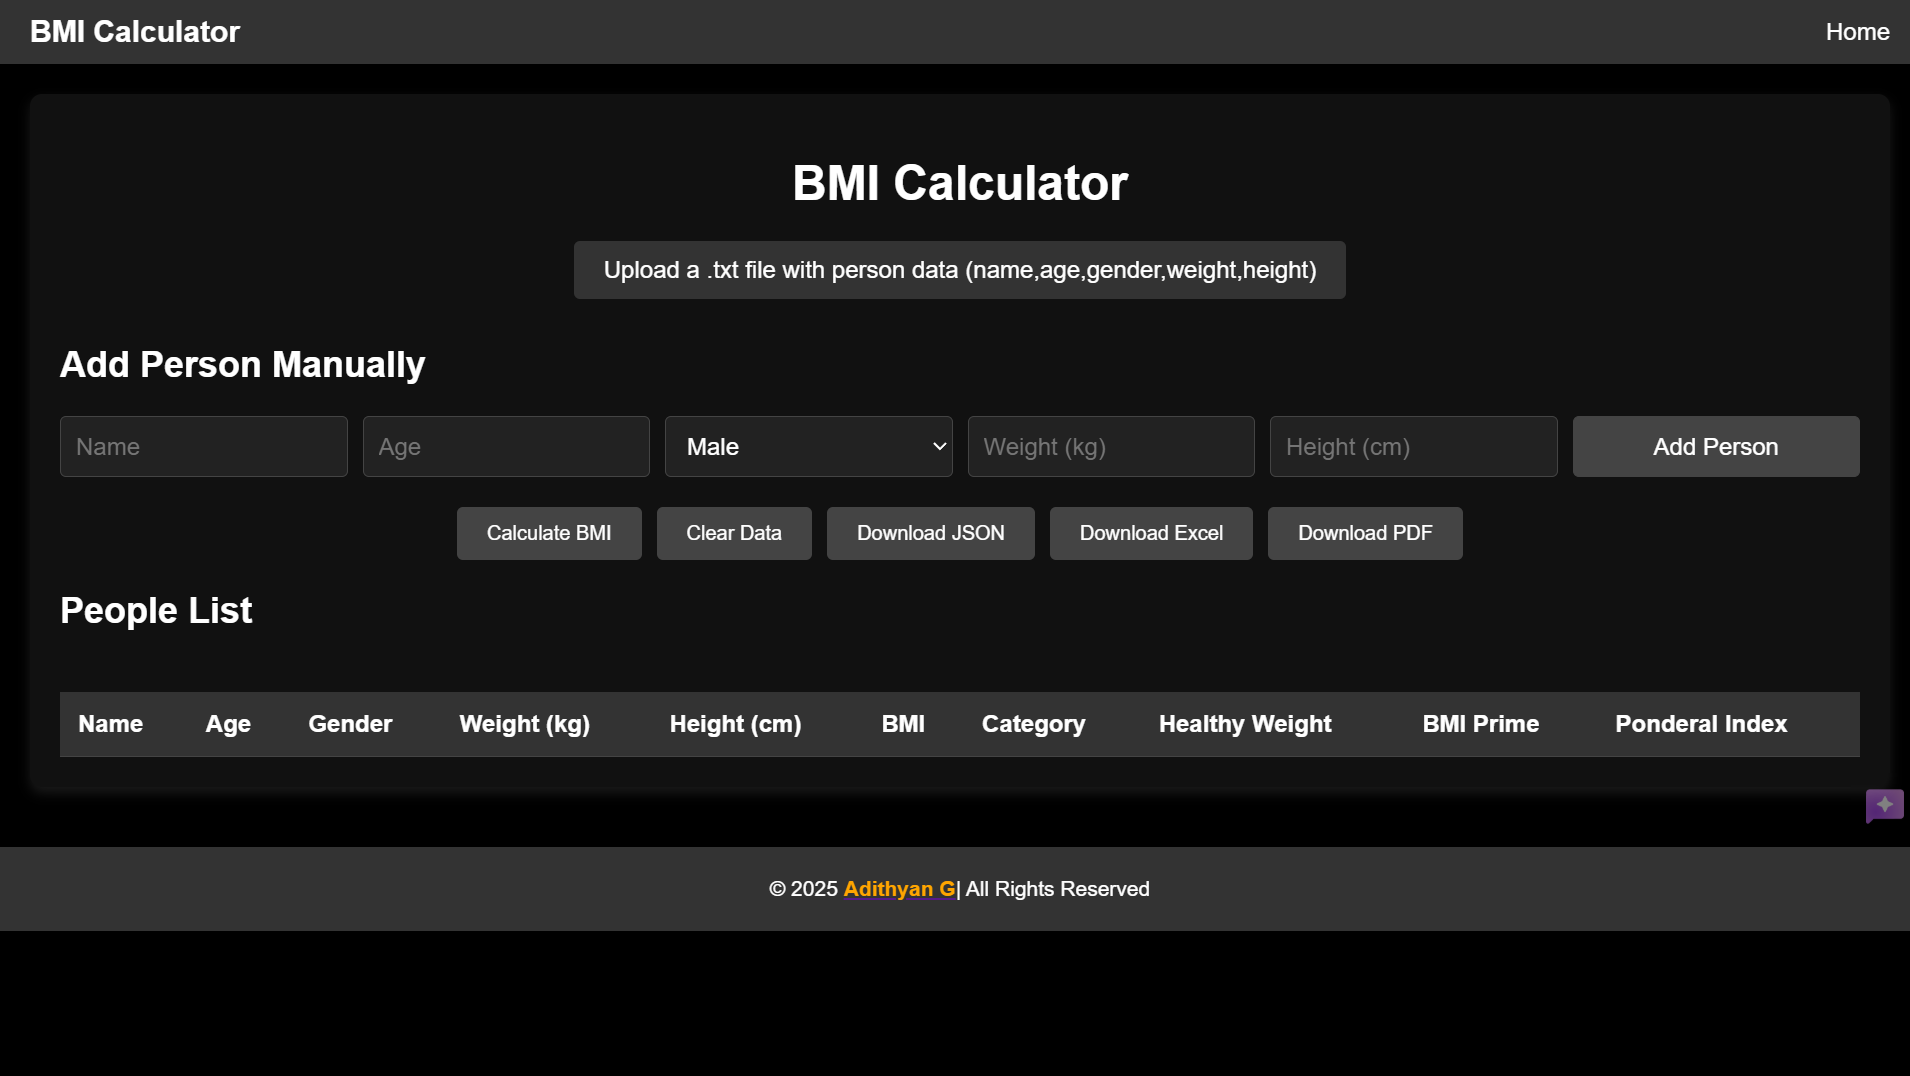 BMI Calculator Home
BMI Calculator
Upload a .txt file with person data (name,age,gender,weight,height)
Add Person Manually
Name Age Male Weight (kg) Height (cm) Add Person
Calculate BMI Clear Data Download JSON Download Excel Download PDF
People List
Name Age Gender Weight (kg) Height (cm) BMI Category Healthy Weight BMI Prime Ponderal Index
© 2025 Adithyan G| All Rights Reserved